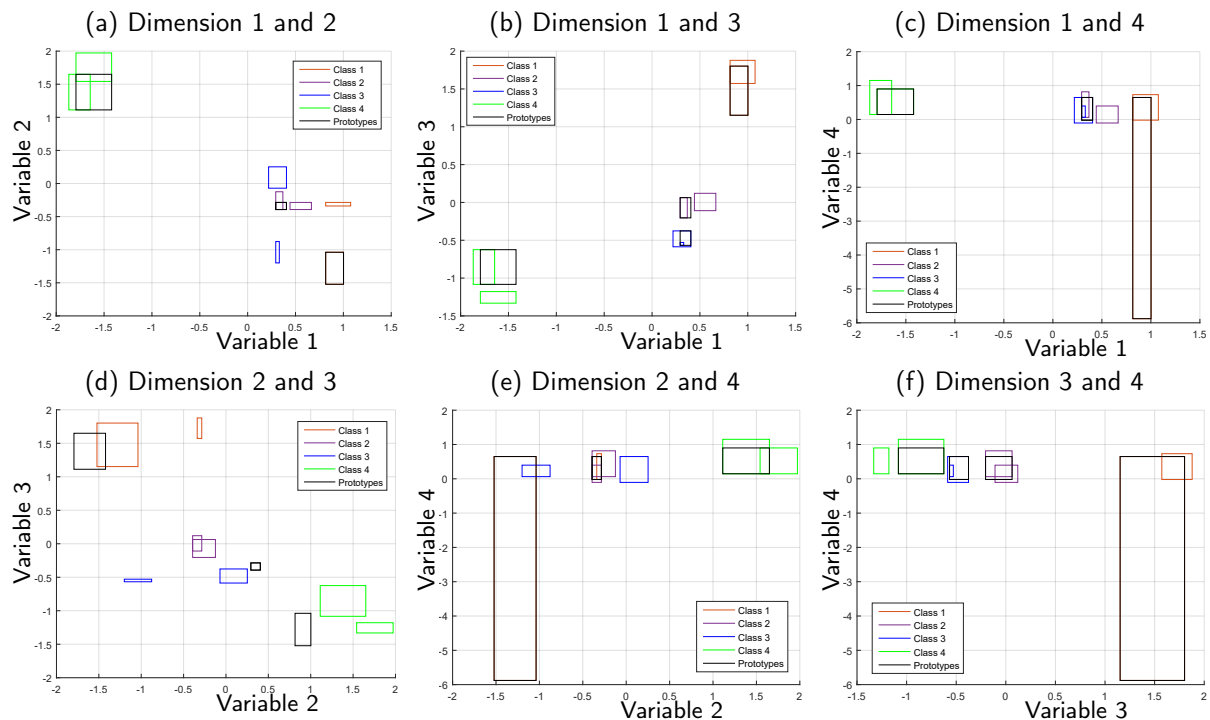 (a) Dimension 1 and 2
2
1.5
1
0.5
0
-0.5
-1
-1.5
-2
-2
-1.5
-1
-0.5
0
0.5
1
1.5
Variable 1
Variable 2
Class 1
Class 2
Class 3
Class 4
Prototypes
(b) Dimension 1 and 3
2
1.5
1
0.5
0
-0.5
-1
-1.5
-2
-1.5
-1
-0.5
0
0.5
1
1.5
Variable 1
Variable 3
Class 1
Class 2
Class 3
Class 4
Prototypes
(c) Dimension 1 and 4
2
1
0
-1
-2
-3
-4
-5
-6
-2
-1.5
-1
-0.5
0
0.5
1
1.5
Variable 1
Variable 4
Class 1
Class 2
Class 3
Class 4
Prototypes
(d) Dimension 2 and 3
2
1.5
1
0.5
0
-0.5
-1
-1.5
-2
-2
-1.5
-1
-0.5
0
0.5
1
1.5
2
Variable 2
Variable 3
Class 1
Class 2
Class 3
Class 4
Prototypes
(e) Dimension 2 and 4
2
1
0
-1
-2
-3
-4
-5
-6
-2
-1.5
-1
-0.5
0
0.5
1
1.5
2
Variable 2
Variable 4
Class 1
Class 2
Class 3
Class 4
Prototypes
(f) Dimension 3 and 4
2
1
0
-1
-2
-3
-4
-5
-6
-1.5
-1
-0.5
0
0.5
1
1.5
2
Variable 3
Variable 4
Class 1
Class 2
Class 3
Class 4
Prototypes